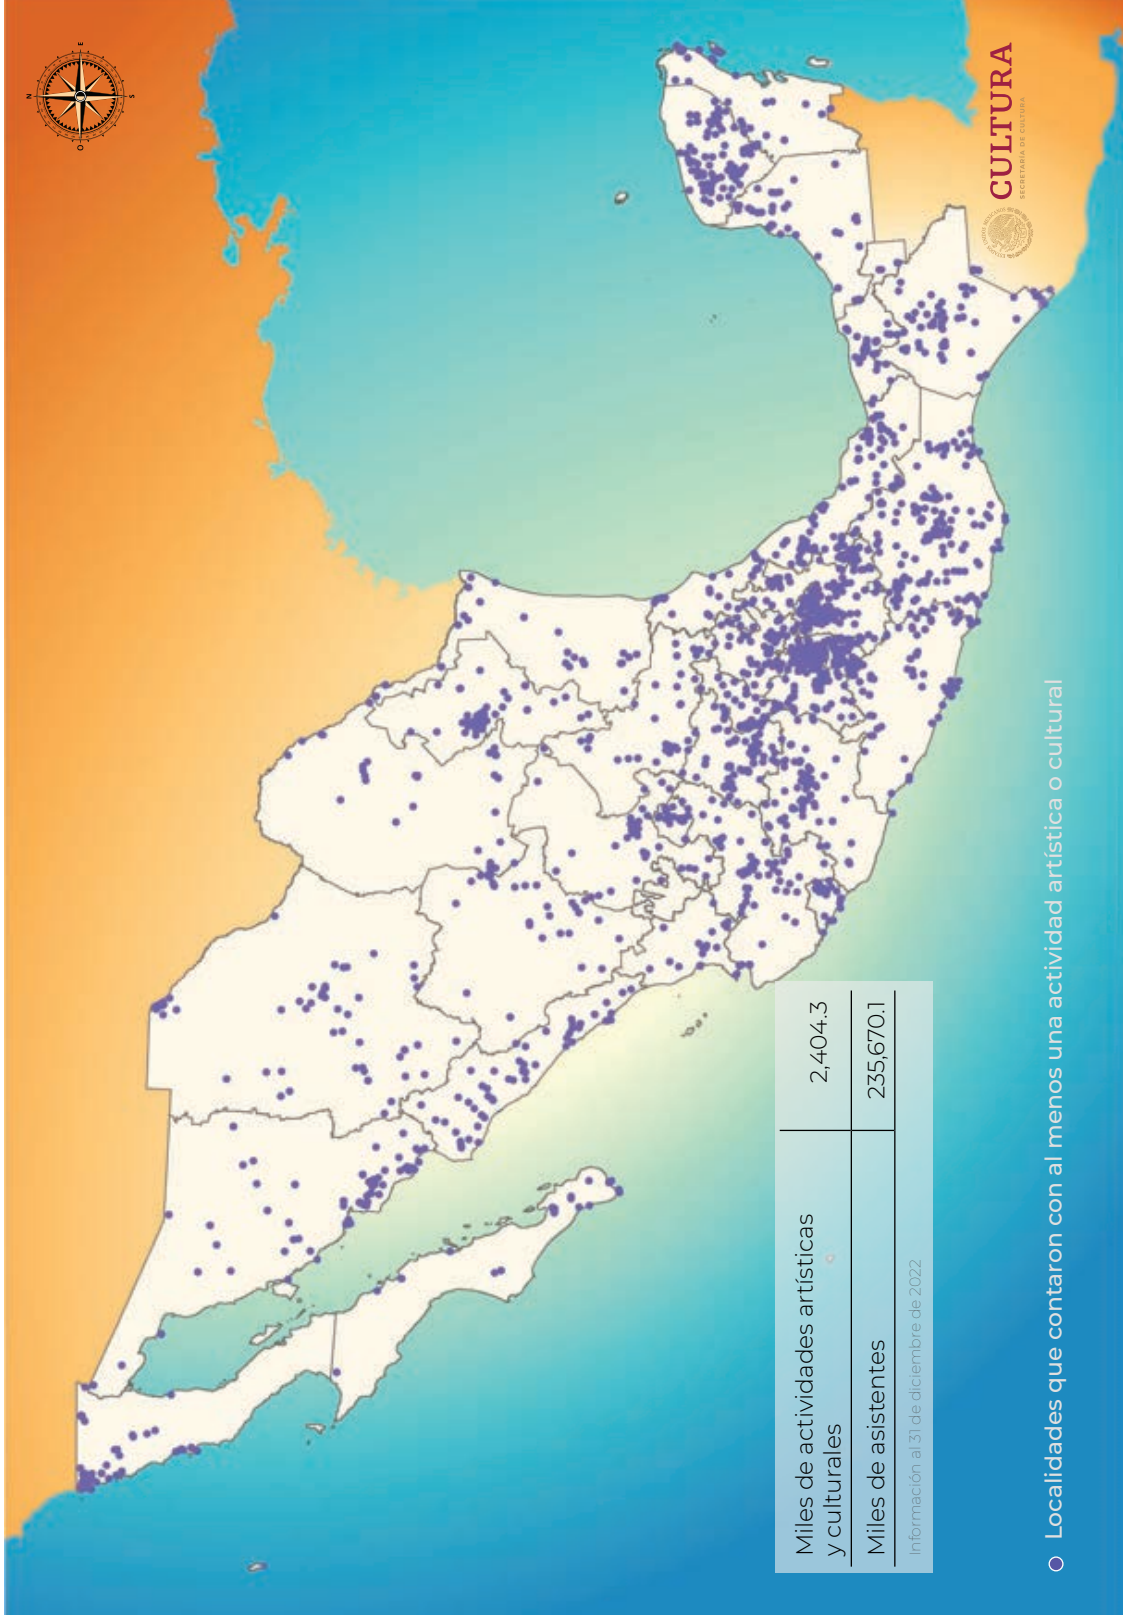 N
E
S
O
CULTURA
SECRETARÍA DE CULTURA
Miles de actividades artísticas
y culturales
2,404.3
Miles de asistentes
235,670.1
Información al 31 de diciembre de 2022
Localidades que contaron con al menos una actividad artística o cultural